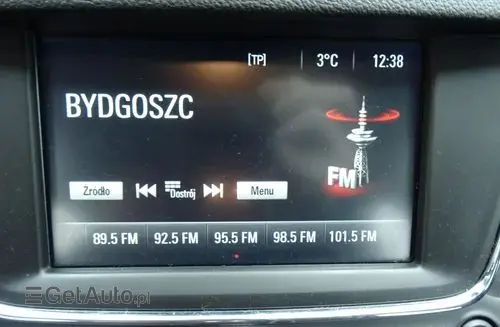 [TP] 3°C 12:38
BYDGOSZC
FM
Źródło Dostrój Menu
89.5 FM 92.5 FM 95.5 FM 98.5 FM 101.5 FM
GetAuto.pl